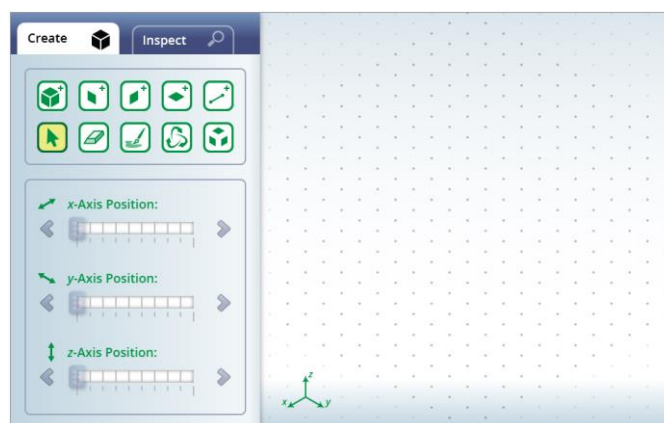 Create
Inspect
x-Axis Position:
y-Axis Position:
z-Axis Position:
z
x
y